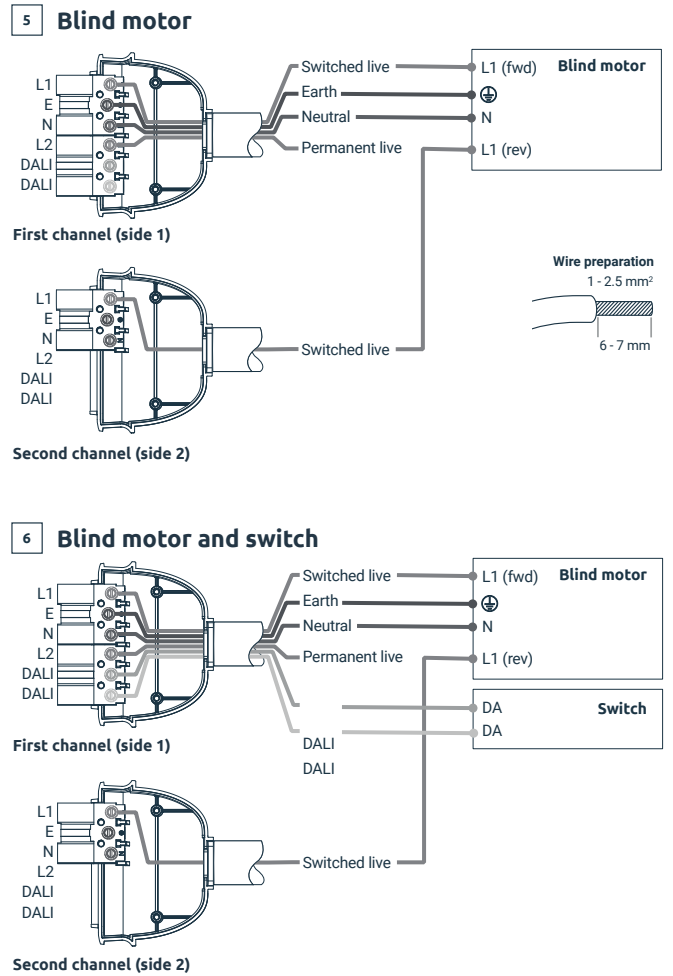 5 Blind motor
L1
E
N
L2
DALI
DALI
Switched live
Earth
Neutral
Permanent live
L1 (fwd) Blind motor
N
L1 (rev)
First channel (side 1)
Wire preparation
1 - 2.5 mm²
6 - 7 mm
L1
E
N
L2
DALI
DALI
Switched live
Second channel (side 2)
6 Blind motor and switch
L1
E
N
L2
DALI
DALI
Switched live
Earth
Neutral
Permanent live
DALI
DALI
L1 (fwd) Blind motor
N
L1 (rev)
DA Switch
DA
First channel (side 1)
L1
E
N
L2
DALI
DALI
Switched live
Second channel (side 2)